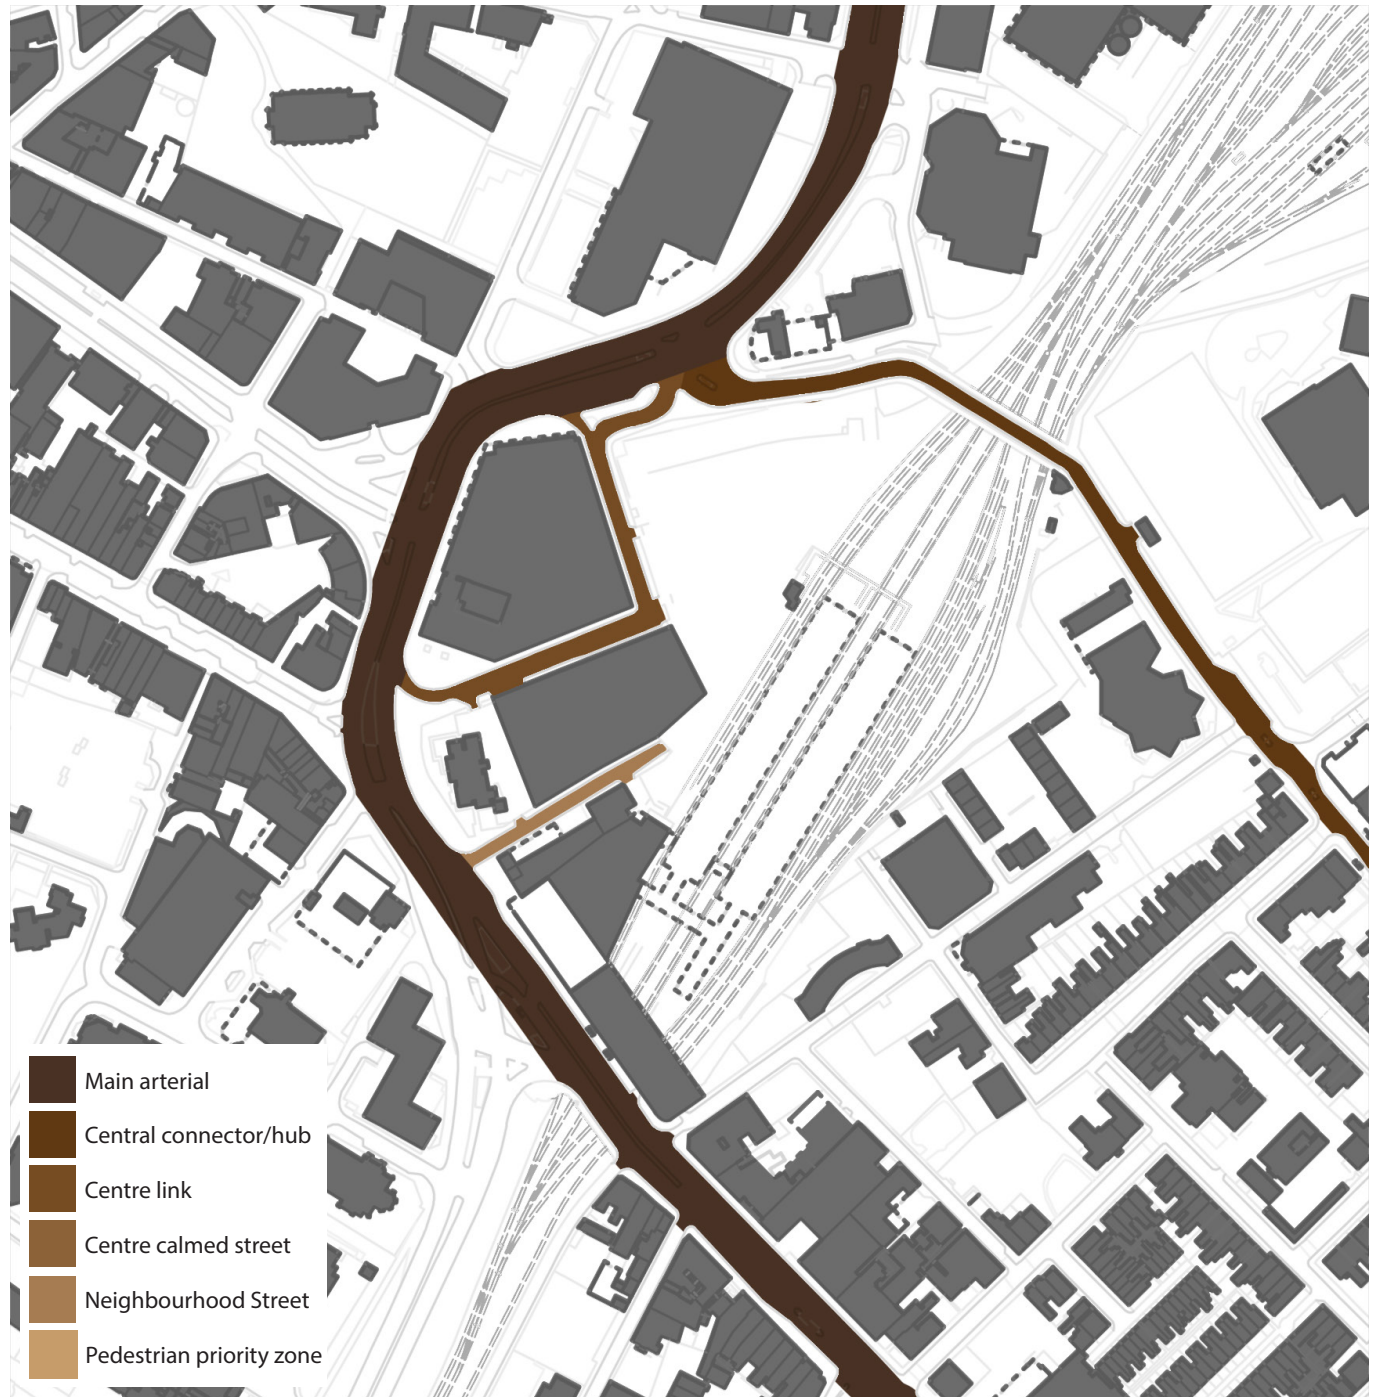 Main arterial
Central connector/hub
Centre link
Centre calmed street
Neighbourhood Street
Pedestrian priority zone